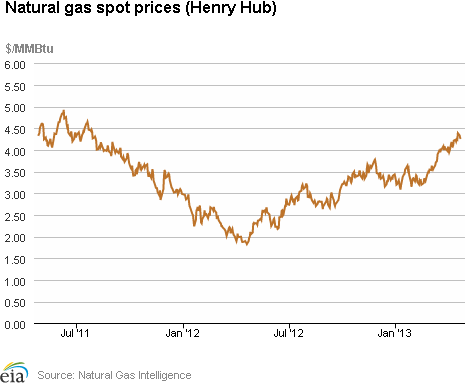 Natural gas spot prices (Henry Hub)
$/MMBtu
6.00
5.50
5.00
4.50
4.00
3.50
3.00
2.50
2.00
1.50
1.00
0.50
0.00
Jul '11
Jan '12
Jul '12
Jan '13
eia
Source: Natural Gas Intelligence